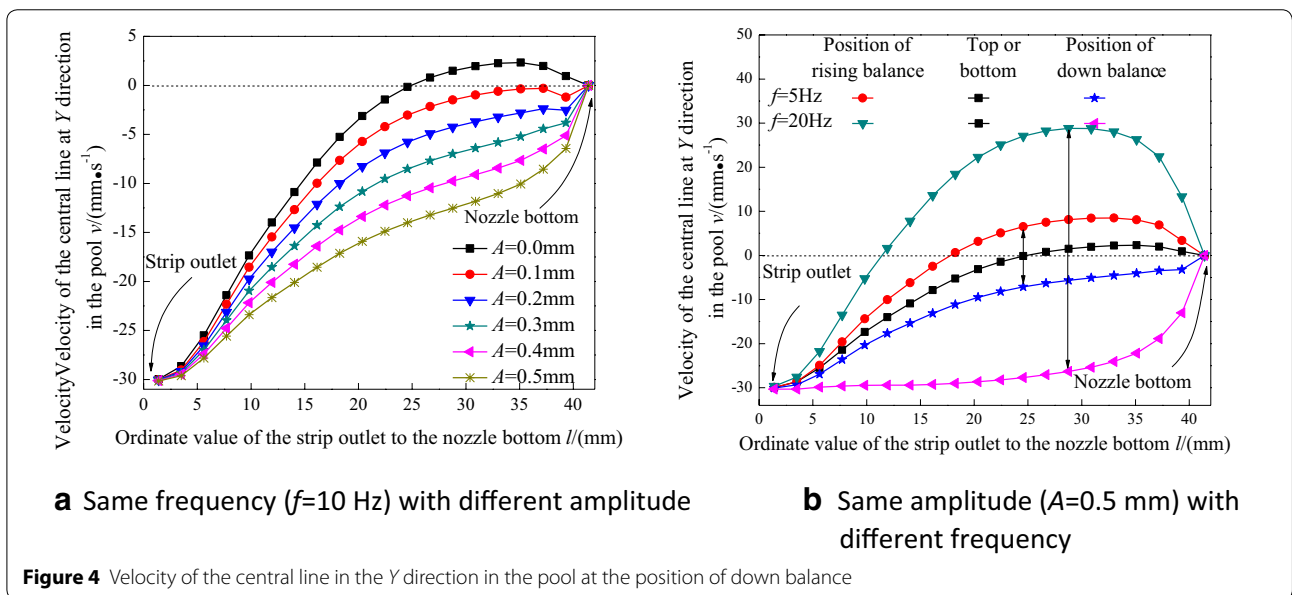 5
0
-5
-10
-15
-20
-25
-30
0 5 10 15 20 25 30 35 40
VelocityVelocity of the central line at Y direction
in the pool v/(mm•s⁻¹)
Strip outlet
Nozzle bottom
A=0.0mm
A=0.1mm
A=0.2mm
A=0.3mm
A=0.4mm
A=0.5mm
Ordinate value of the strip outlet to the nozzle bottom l/(mm)
a Same frequency (f=10 Hz) with different amplitude
50
40
30
20
10
0
-10
-20
-30
0 5 10 15 20 25 30 35 40
Velocity of the central line at Y direction
in the pool v/(mm•s⁻¹)
Position of rising balance
Top or bottom
Position of down balance
f=5Hz
f=20Hz
Strip outlet
Nozzle bottom
Ordinate value of the strip outlet to the nozzle bottom l/(mm)
b Same amplitude (A=0.5 mm) with
different frequency
Figure 4 Velocity of the central line in the Y direction in the pool at the position of down balance